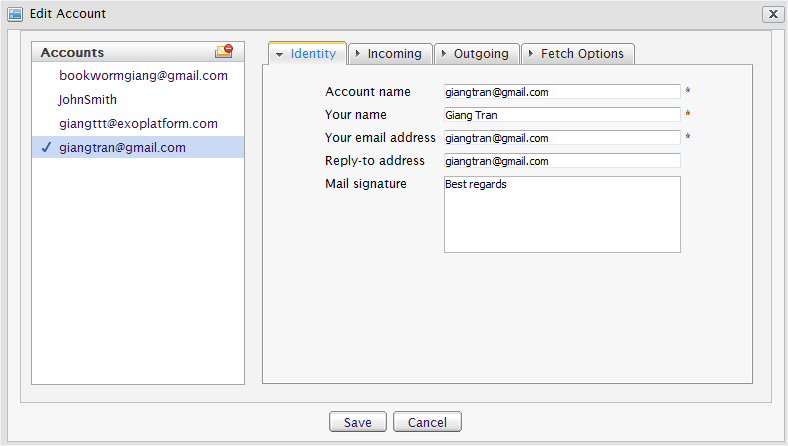 Edit Account
Accounts
bookwormgiang@gmail.com
JohnSmith
giangttt@exoplatform.com
giangtran@gmail.com
Identity Incoming Outgoing Fetch Options
Account name giangtran@gmail.com *
Your name Giang Tran *
Your email address giangtran@gmail.com *
Reply-to address giangtran@gmail.com
Mail signature Best regards
Save Cancel